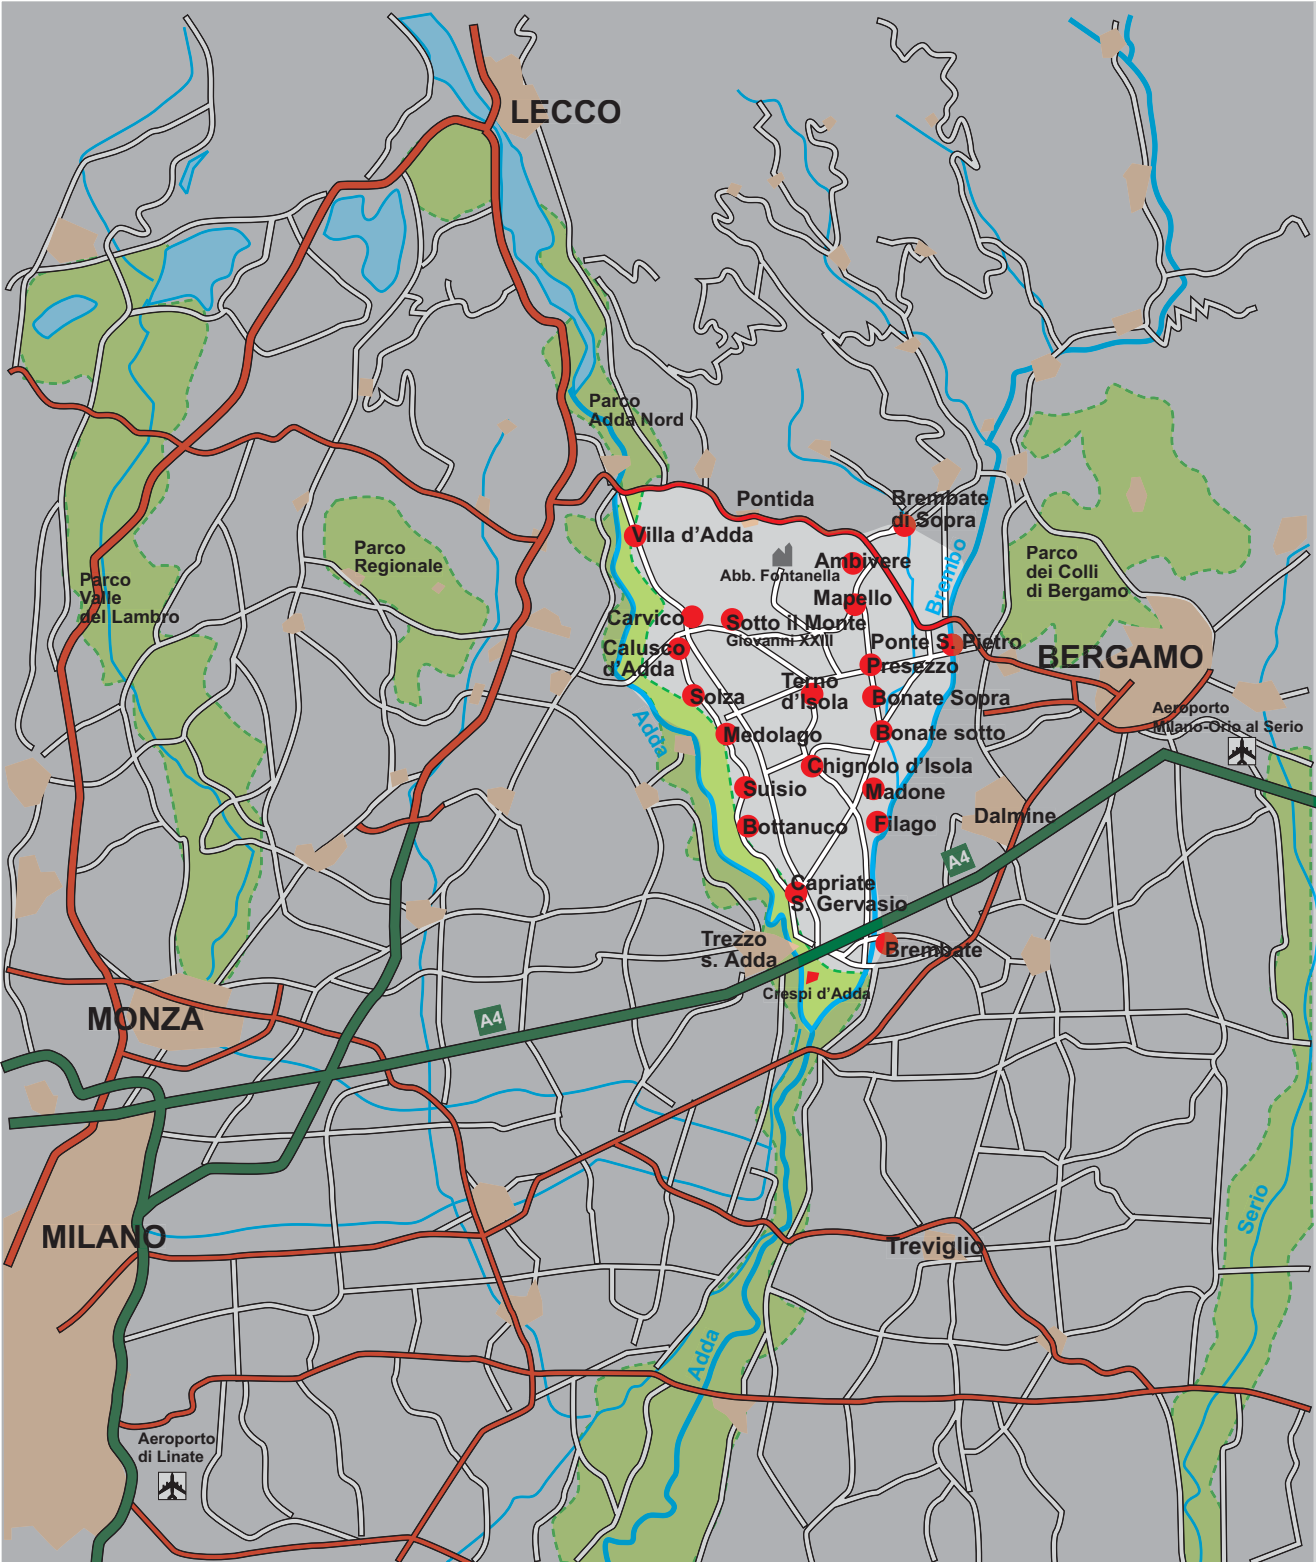 LECCO
Parco
Adda Nord
Pontida
Brembate
di Sopra
Villa d’Adda
Ambivere
Abb. Fontanella
Brembo
Parco
Regionale
Parco
dei Colli
di Bergamo
Parco
Valle
del Lambro
Mapello
Carvico
Sotto il Monte
Giovanni XXIII
Ponte S. Pietro
Calusco
d’Adda
Presezzo
BERGAMO
Terno
d’Isola
Solza
Bonate Sopra
Aeroporto
Milano-Orio al Serio
Adda
Medolago
Bonate sotto
Chignolo d’Isola
Suisio
Madone
Dalmine
Bottanuco
Filago
A4
Capriate
S. Gervasio
Trezzo
s. Adda
Brembate
Crespi d’Adda
MONZA
A4
MILANO
Treviglio
Serio
Adda
Aeroporto
di Linate